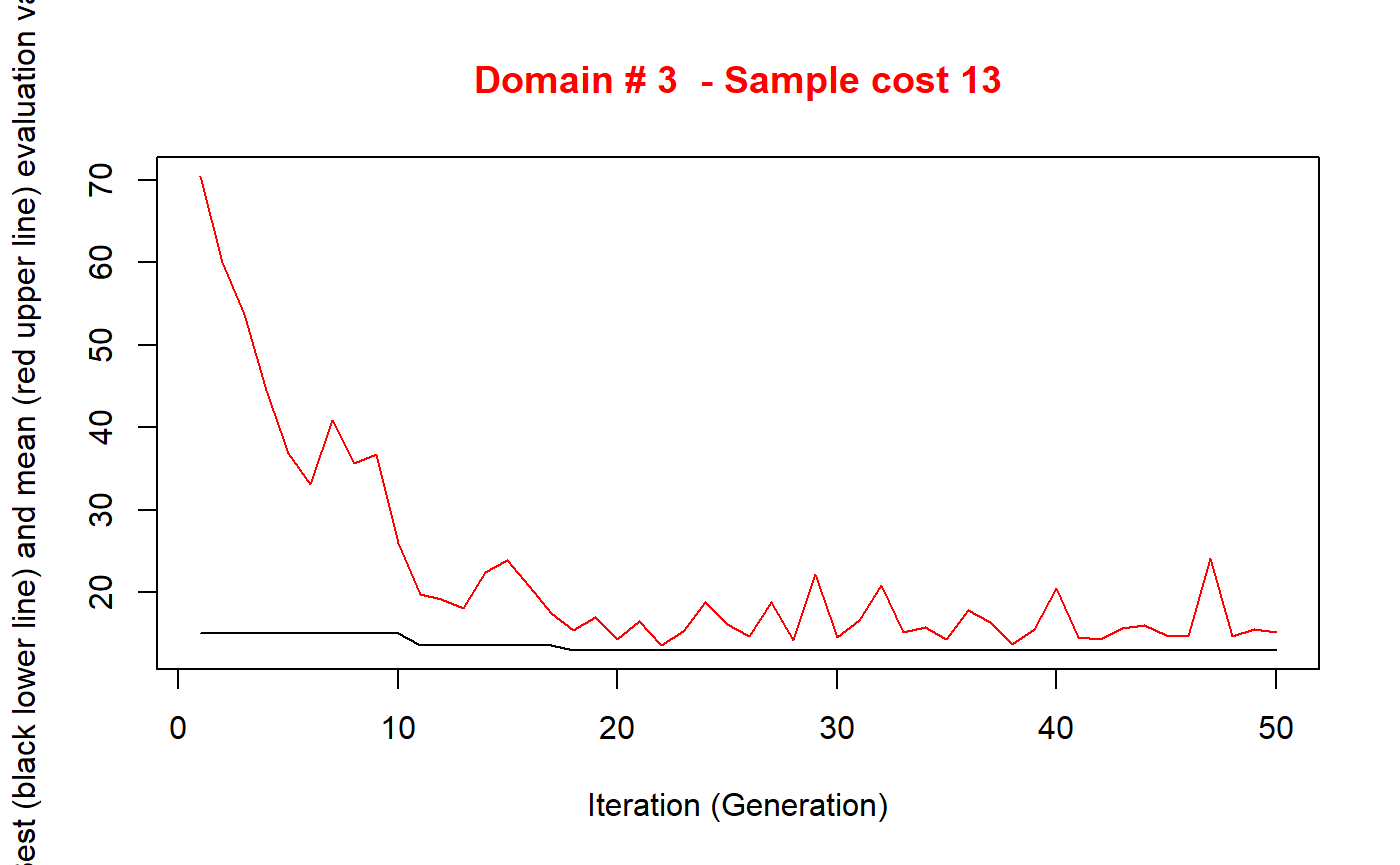 Domain # 3  - Sample cost 13
est (black lower line) and mean (red upper line) evaluation
70
60
50
40
30
20
0 10 20 30 40 50
Iteration (Generation)